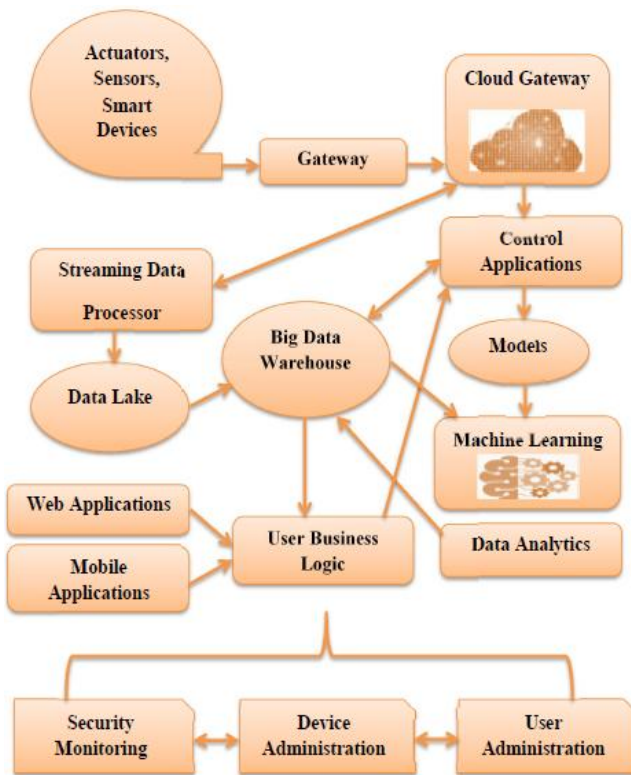 Actuators,
Sensors,
Smart
Devices
Cloud Gateway
Gateway
Streaming Data
Processor
Control
Applications
Big Data
Warehouse
Models
Data Lake
Machine Learning
Web Applications
User Business
Logic
Data Analytics
Mobile
Applications
Security
Monitoring
Device
Administration
User
Administration